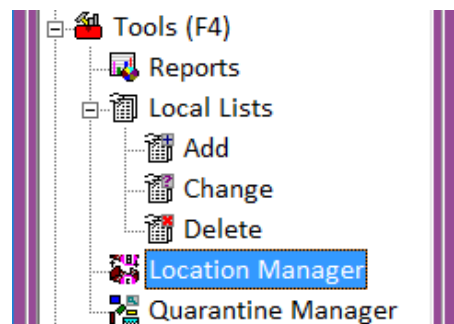 Tools (F4)
Reports
Local Lists
Add
Change
Delete
Location Manager
Quarantine Manager